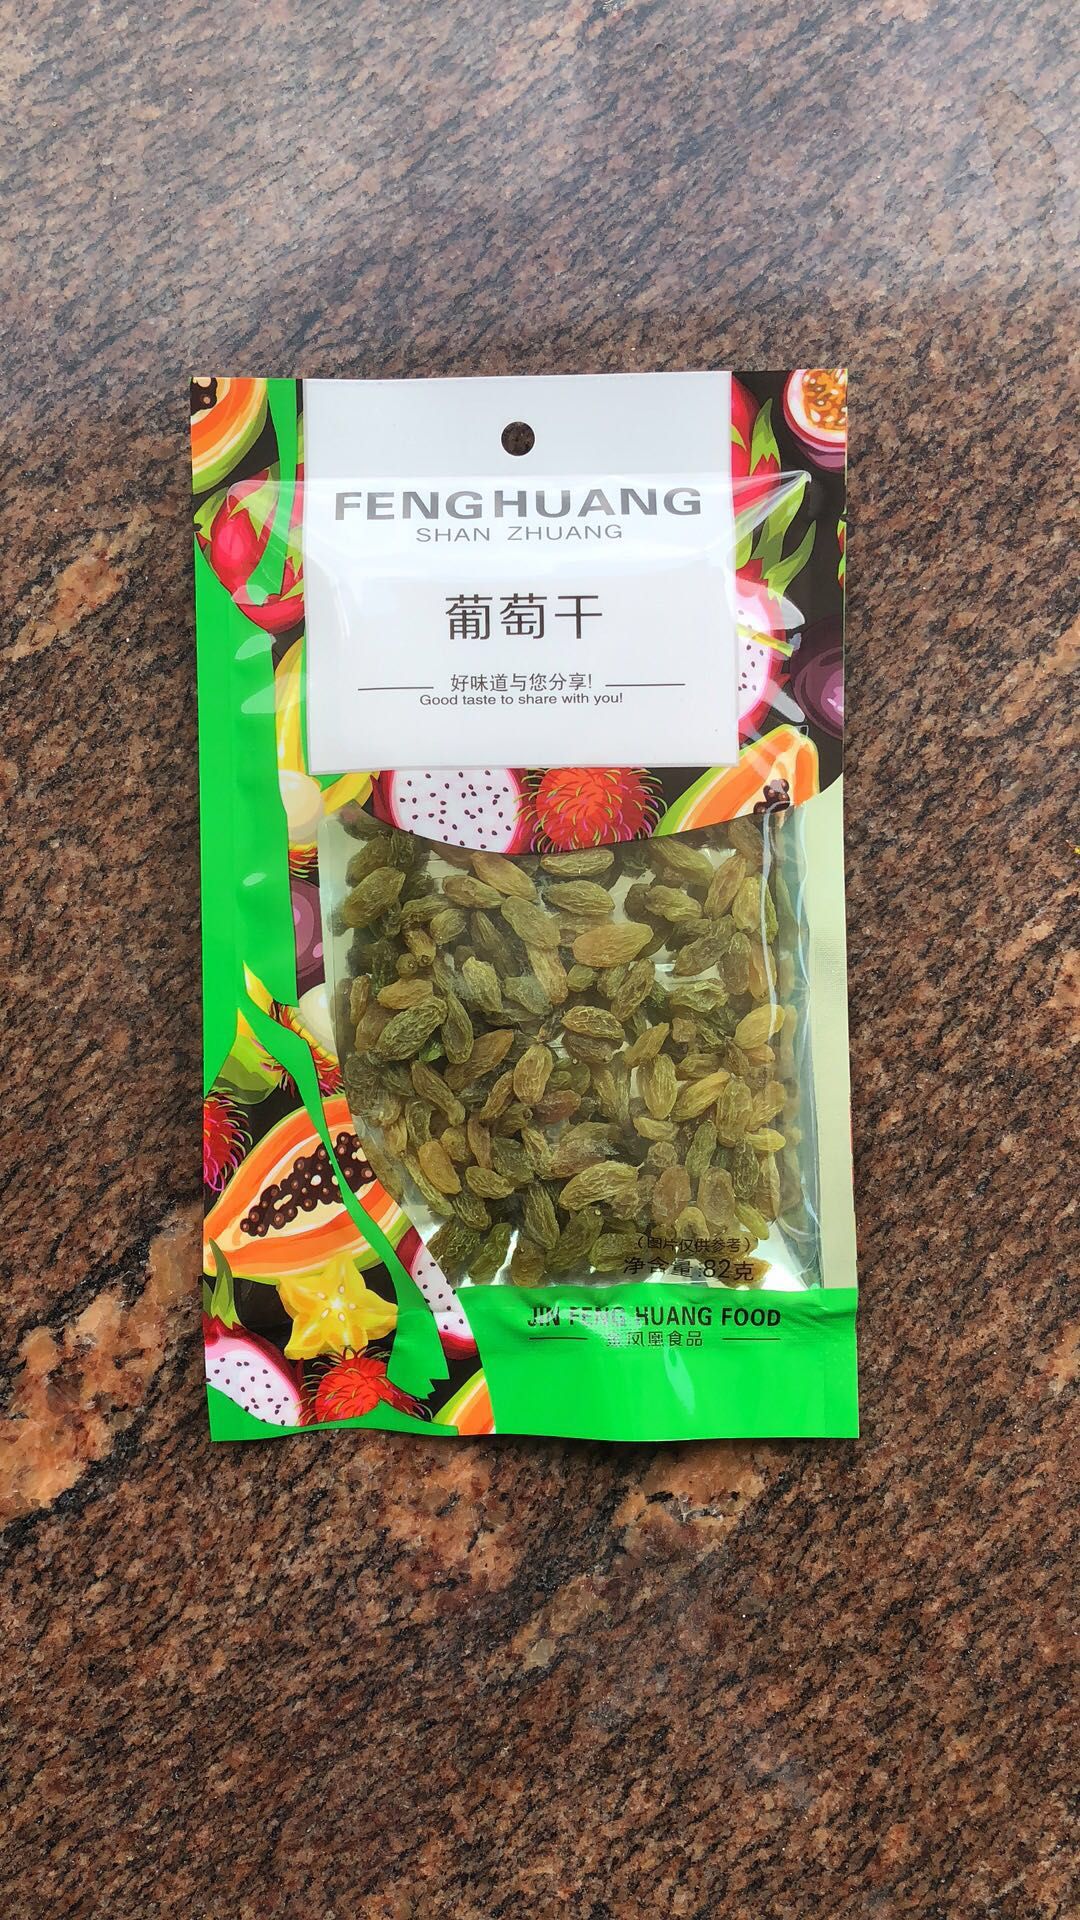 FENGHUANG
SHAN ZHUANG
葡萄干
好味道与您分享!
Good taste to share with you!
(图片仅供参考)
净含量:82克
JIN FENG HUANG FOOD
金凤凰食品